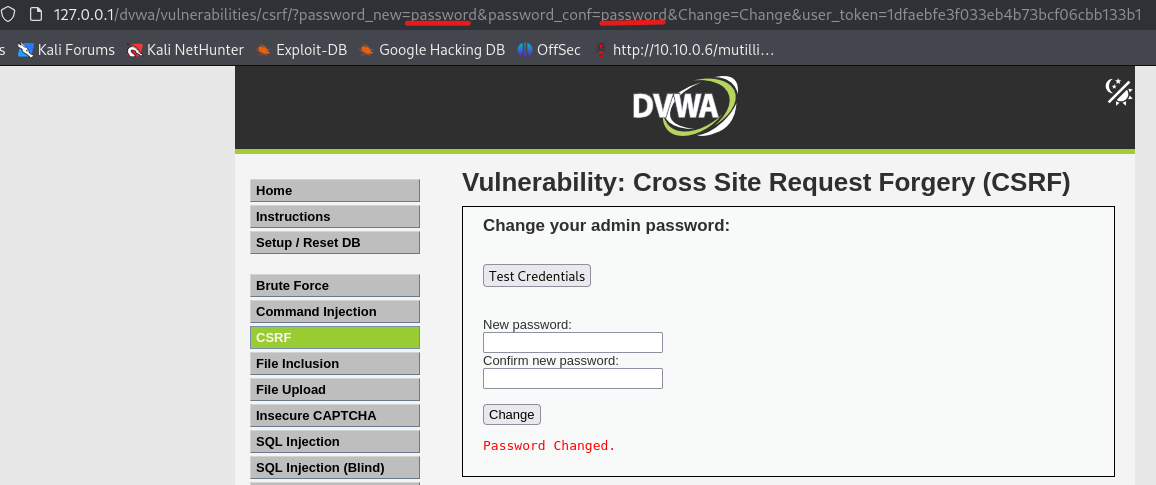 127.0.0.1/dvwa/vulnerabilities/csrf/?password_new=password&password_conf=password&Change=Change&user_token=1dfaebfe3f033eb4b73bcf06cbb133b1
s Kali Forums Kali NetHunter Exploit-DB Google Hacking DB OffSec http://10.10.0.6/mutilli…
DVWA
Vulnerability: Cross Site Request Forgery (CSRF)
Home
Instructions
Setup / Reset DB
Brute Force
Command Injection
CSRF
File Inclusion
File Upload
Insecure CAPTCHA
SQL Injection
SQL Injection (Blind)
Change your admin password:
Test Credentials
New password:
Confirm new password:
Change
Password Changed.